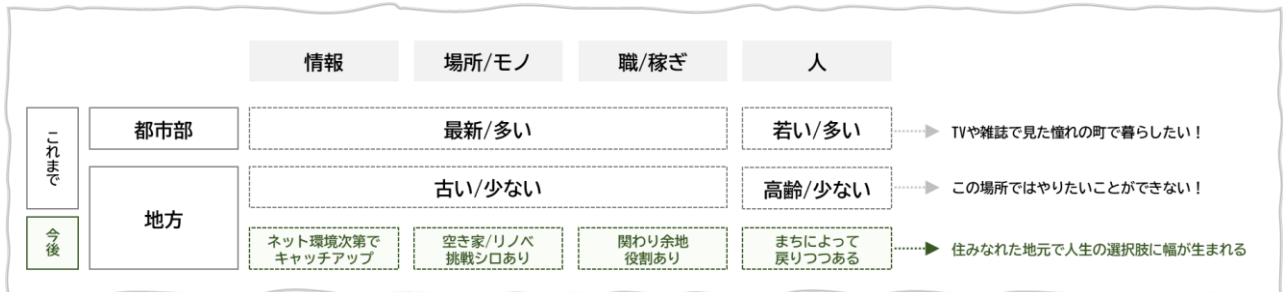 情報
場所/モノ
職/稼ぎ
人
これまで
都市部
最新/多い
若い/多い
TVや雑誌で見た憧れの町で暮らしたい！
地方
古い/少ない
高齢/少ない
この場所ではやりたいことができない！
今後
ネット環境次第で
キャッチアップ
空き家/リノベ
挑戦シロあり
関わり余地
役割あり
まちによって
戻りつつある
住みなれた地元で人生の選択肢に幅が生まれる